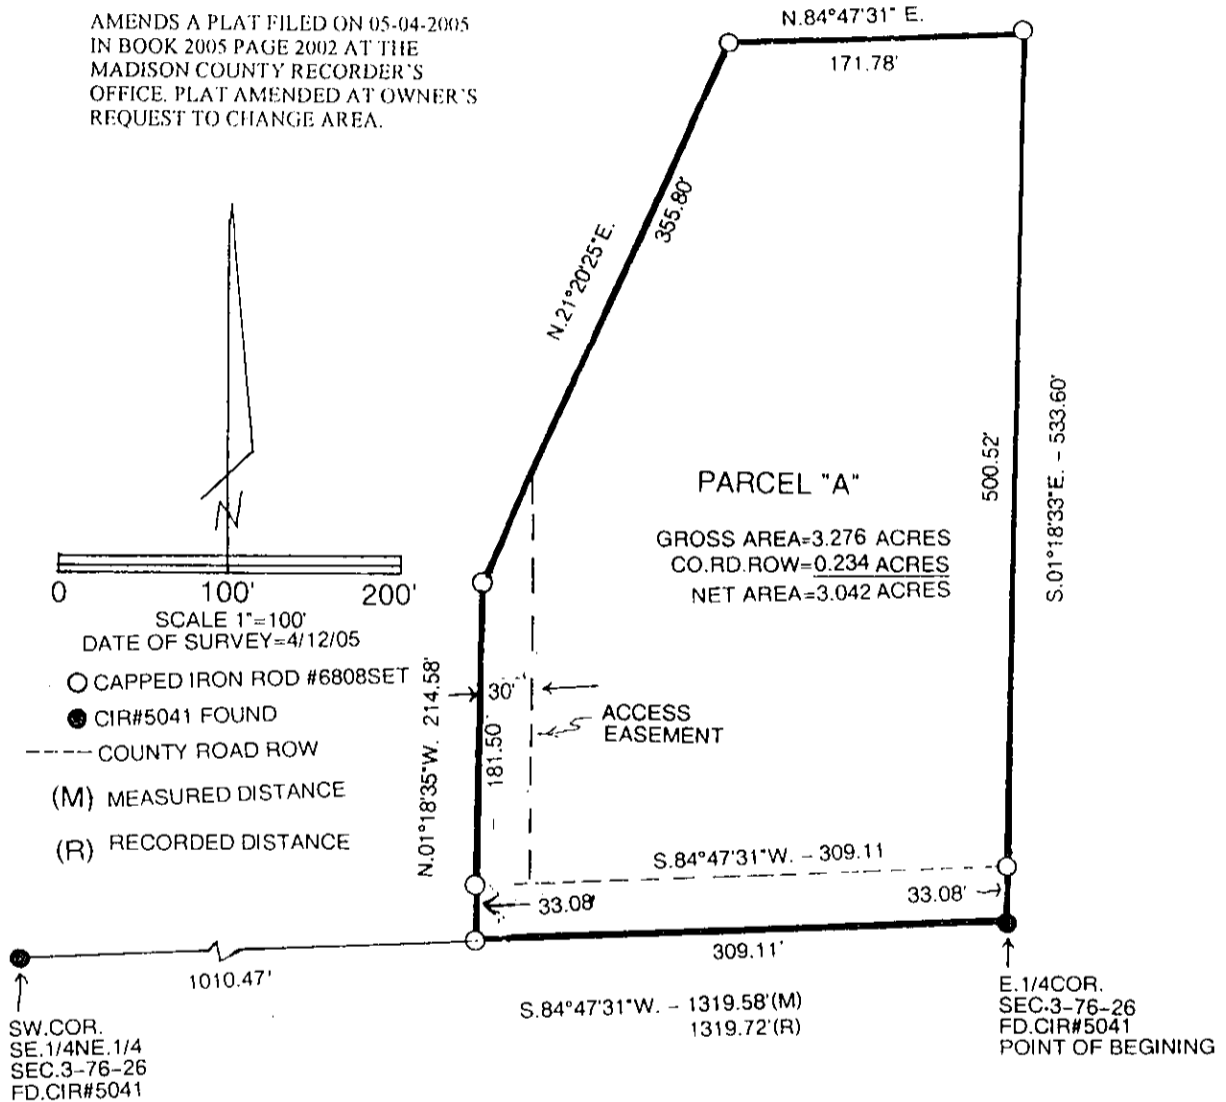 AMENDS A PLAT FILED ON 05-04-2005
IN BOOK 2005 PAGE 2002 AT THE
MADISON COUNTY RECORDER'S
OFFICE. PLAT AMENDED AT OWNER'S
REQUEST TO CHANGE AREA.
N.84°47'31" E.
171.78'
355.80'
N.21°20'25"E.
500.52'
S.01°18'33"E. - 533.60'
PARCEL "A"
GROSS AREA=3.276 ACRES
CO.RD.ROW=0.234 ACRES
NET AREA=3.042 ACRES
N
0 100' 200'
SCALE 1"=100'
DATE OF SURVEY=4/12/05
CAPPED IRON ROD #6808SET
CIR#5041 FOUND
COUNTY ROAD ROW
(M) MEASURED DISTANCE
(R) RECORDED DISTANCE
N.01°18'35"W. 214.58'
181.50'
30'
ACCESS
EASEMENT
S.84°47'31"W. - 309.11
33.08'
33.08'
309.11'
1010.47'
S.84°47'31"W. - 1319.58'(M)
1319.72'(R)
SW.COR.
SE.1/4NE.1/4
SEC.3-76-26
FD.CIR#5041
E.1/4COR.
SEC.3-76-26
FD.CIR#5041
POINT OF BEGINING